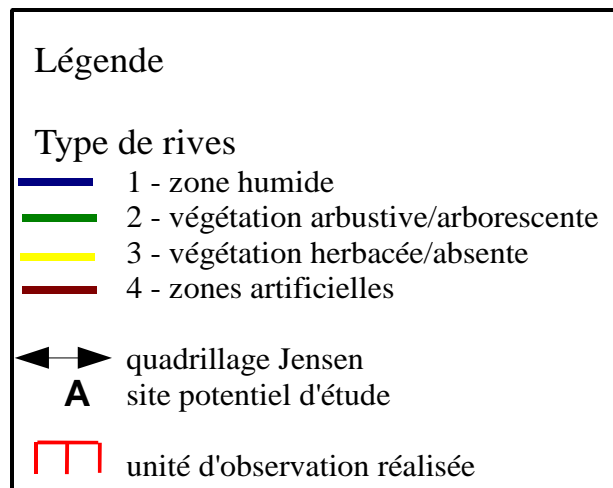 Légende
Type de rives
1 - zone humide
2 - végétation arbustive/arborescente
3 - végétation herbacée/absente
4 - zones artificielles
quadrillage Jensen
A site potentiel d'étude
unité d'observation réalisée